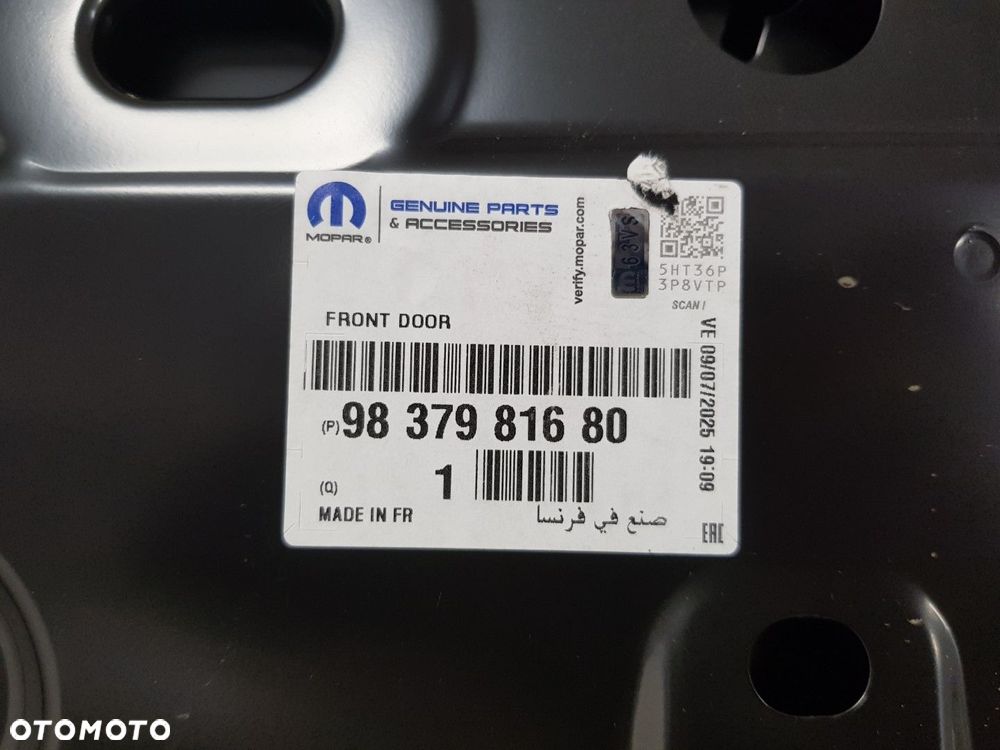 MOPAR®
GENUINE PARTS
& ACCESSORIES
verify.mopar.com
63Vs
5HT36P
3P8VTP
SCAN !
FRONT DOOR
(P) 98 379 816 80
VE 09/07/2025 19:09
(Q) 1
MADE IN FR
صنع في فرنسا
EAC
OTOMOTO